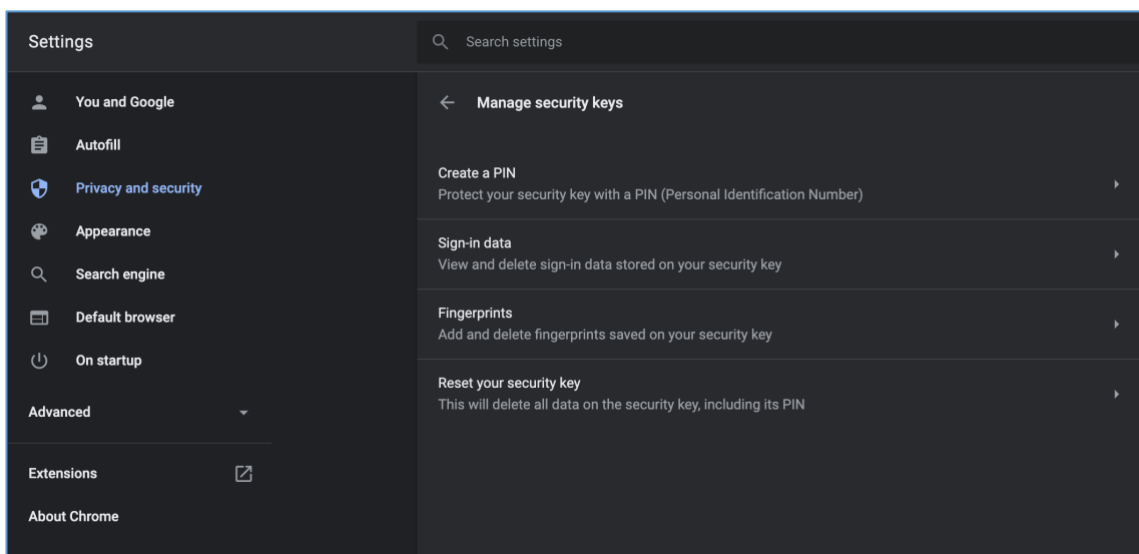 Settings
Search settings
You and Google
Autofill
Privacy and security
Appearance
Search engine
Default browser
On startup
Advanced
Extensions
About Chrome
Manage security keys
Create a PIN
Protect your security key with a PIN (Personal Identification Number)
Sign-in data
View and delete sign-in data stored on your security key
Fingerprints
Add and delete fingerprints saved on your security key
Reset your security key
This will delete all data on the security key, including its PIN